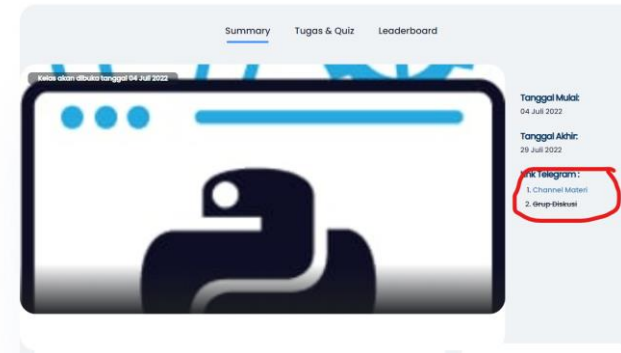 Summary Tugas & Quiz Leaderboard
Kelas akan dibuka tanggal 04 Juli 2022
Tanggal Mulai:
04 Juli 2022
Tanggal Akhir:
29 Juli 2022
Link Telegram :
1. Channel Materi
2. Grup Diskusi